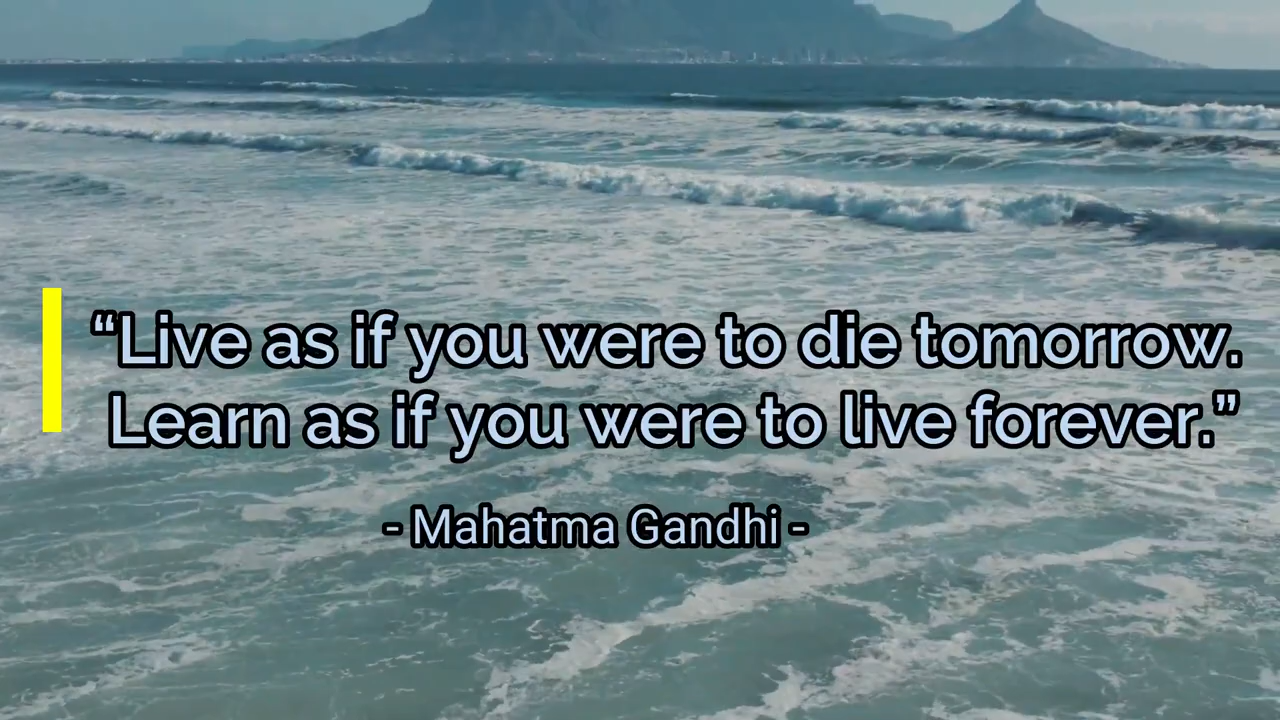 “Live as if you were to die tomorrow.
Learn as if you were to live forever.”
- Mahatma Gandhi -